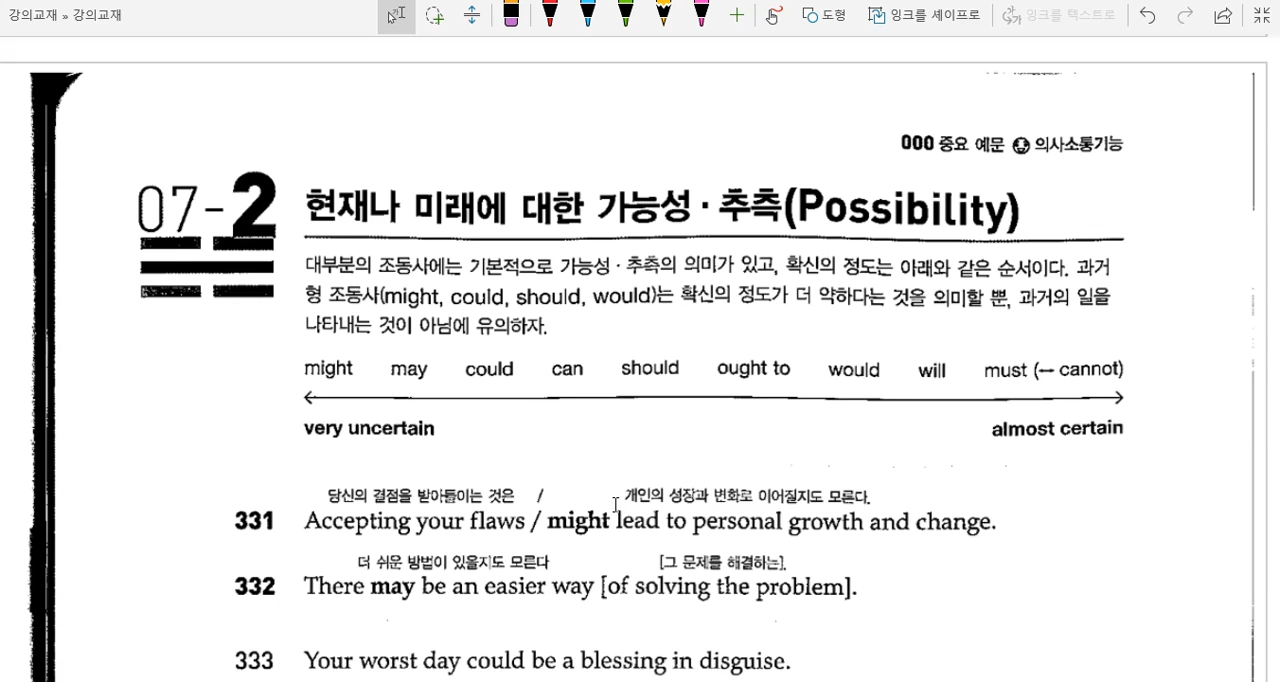 강의교재 » 강의교재
도형
잉크를 셰이프로
잉크를 텍스트로
000 중요 예문 의사소통기능
07-2 현재나 미래에 대한 가능성 · 추측(Possibility)
대부분의 조동사에는 기본적으로 가능성 · 추측의 의미가 있고, 확신의 정도는 아래와 같은 순서이다. 과거
형 조동사(might, could, should, would)는 확신의 정도가 더 약하다는 것을 의미할 뿐, 과거의 일을
나타내는 것이 아님에 유의하자.
might may could can should ought to would will must (↔ cannot)
very uncertain almost certain
당신의 결점을 받아들이는 것은 / 개인의 성장과 변화로 이어질지도 모른다.
331 Accepting your flaws / might lead to personal growth and change.
더 쉬운 방법이 있을지도 모른다 [그 문제를 해결하는].
332 There may be an easier way [of solving the problem].
333 Your worst day could be a blessing in disguise.